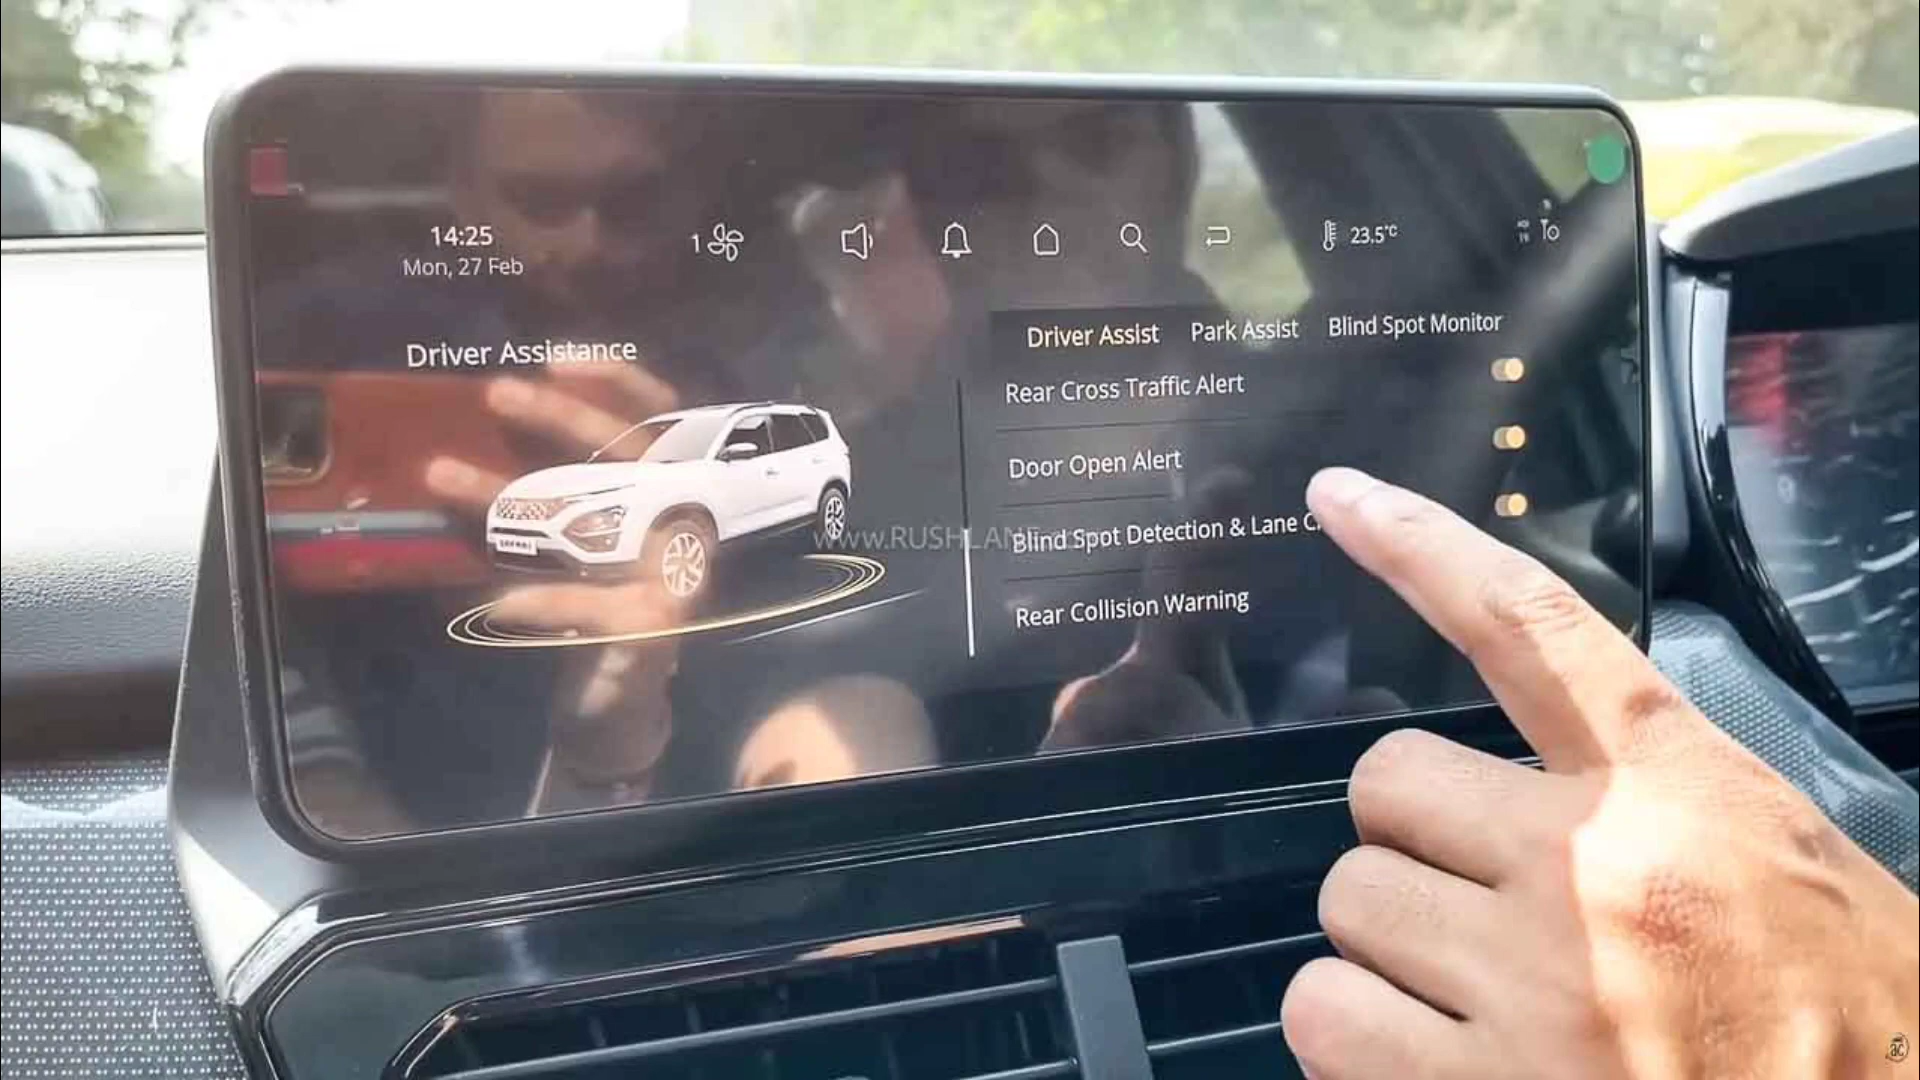 14:25
Mon, 27 Feb
1
23.5°C
Driver Assistance
Driver Assist Park Assist Blind Spot Monitor
Rear Cross Traffic Alert
Door Open Alert
Blind Spot Detection & Lane
Rear Collision Warning
www.RUSHLANE
ac